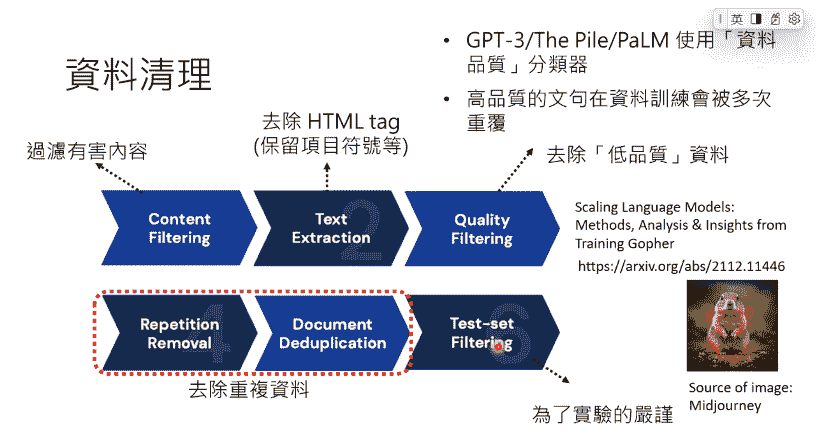 英
資料清理
• GPT-3/The Pile/PaLM 使用「資料
品質」分類器
• 高品質的文句在資料訓練會被多次
重覆
過濾有害內容
去除 HTML tag
(保留項目符號等)
去除「低品質」資料
Content
Filtering
2
Text
Extraction
Quality
Filtering
Scaling Language Models:
Methods, Analysis & Insights from
Training Gopher
https://arxiv.org/abs/2112.11446
4
Repetition
Removal
Document
Deduplication
6
Test-set
Filtering
去除重複資料
為了實驗的嚴謹
Source of image:
Midjourney